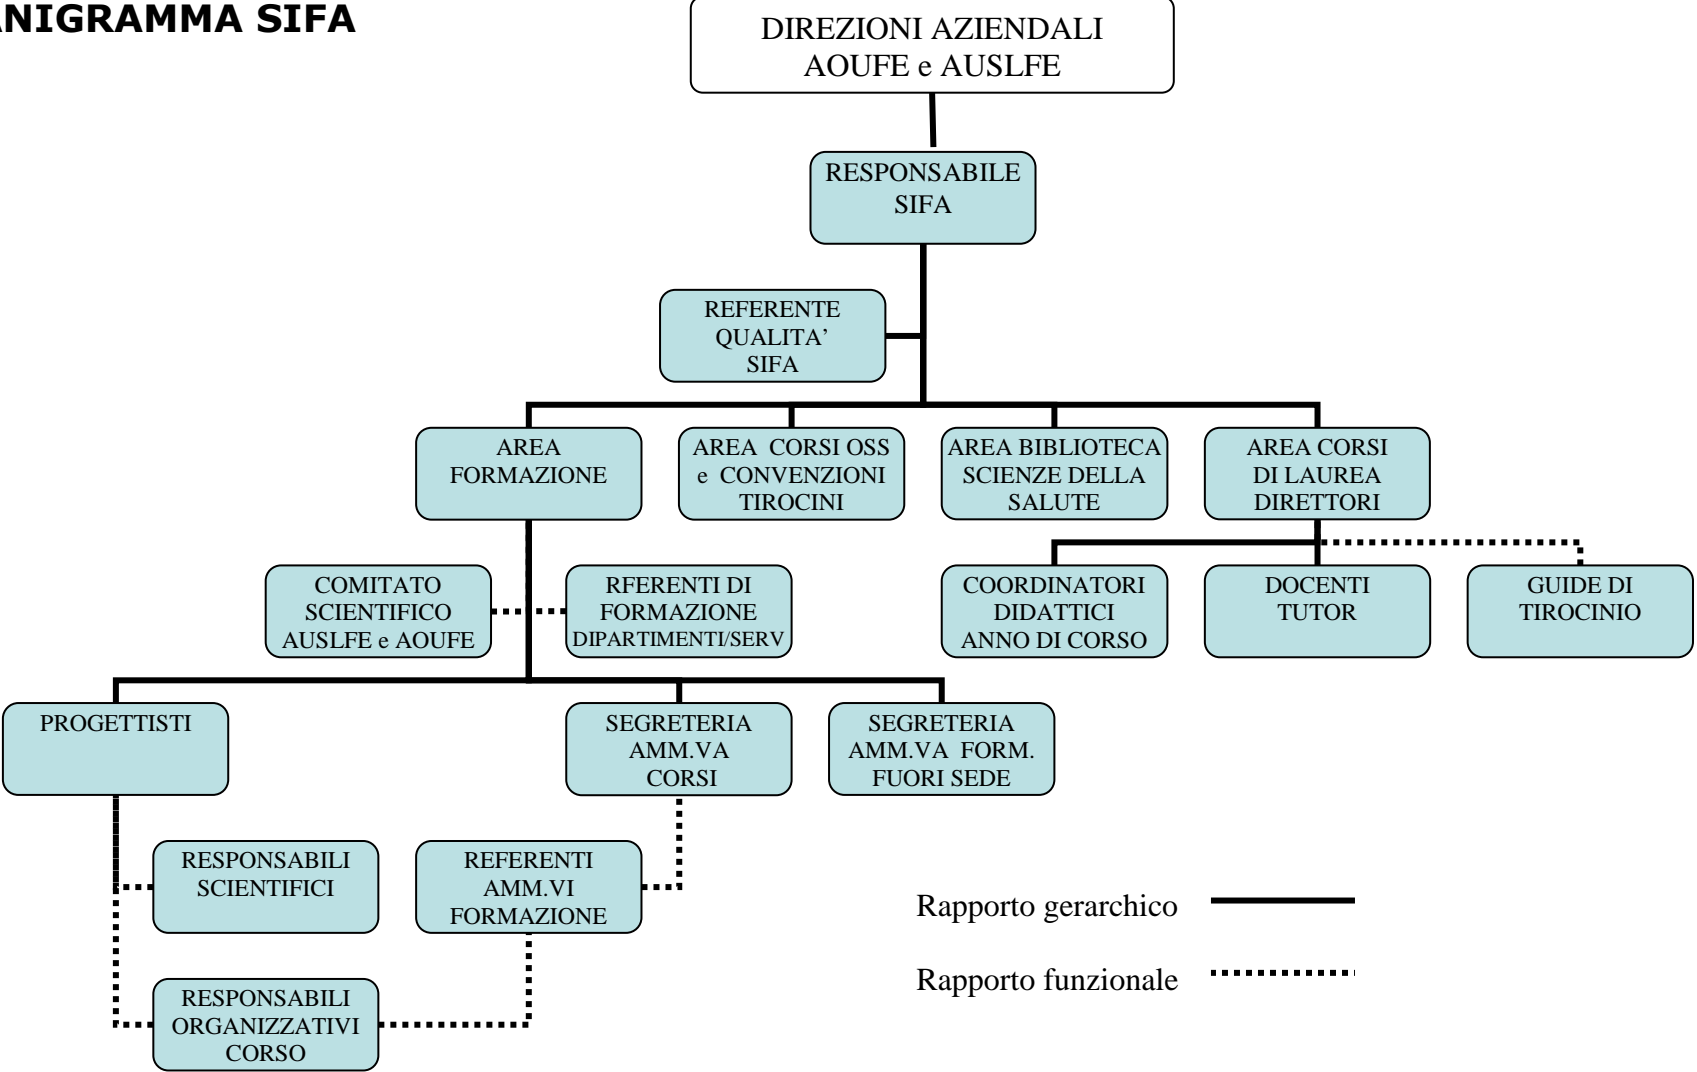 ANIGRAMMA SIFA
DIREZIONI AZIENDALI
AOUFE e AUSLFE
RESPONSABILE
SIFA
REFERENTE
QUALITA’
SIFA
AREA
FORMAZIONE
AREA CORSI OSS
e CONVENZIONI
TIROCINI
AREA BIBLIOTECA
SCIENZE DELLA
SALUTE
AREA CORSI
DI LAUREA
DIRETTORI
COMITATO
SCIENTIFICO
AUSLFE e AOUFE
RFERENTI DI
FORMAZIONE
DIPARTIMENTI/SERV
COORDINATORI
DIDATTICI
ANNO DI CORSO
DOCENTI
TUTOR
GUIDE DI
TIROCINIO
PROGETTISTI
SEGRETERIA
AMM.VA
CORSI
SEGRETERIA
AMM.VA FORM.
FUORI SEDE
RESPONSABILI
SCIENTIFICI
REFERENTI
AMM.VI
FORMAZIONE
RESPONSABILI
ORGANIZZATIVI
CORSO
Rapporto gerarchico
Rapporto funzionale